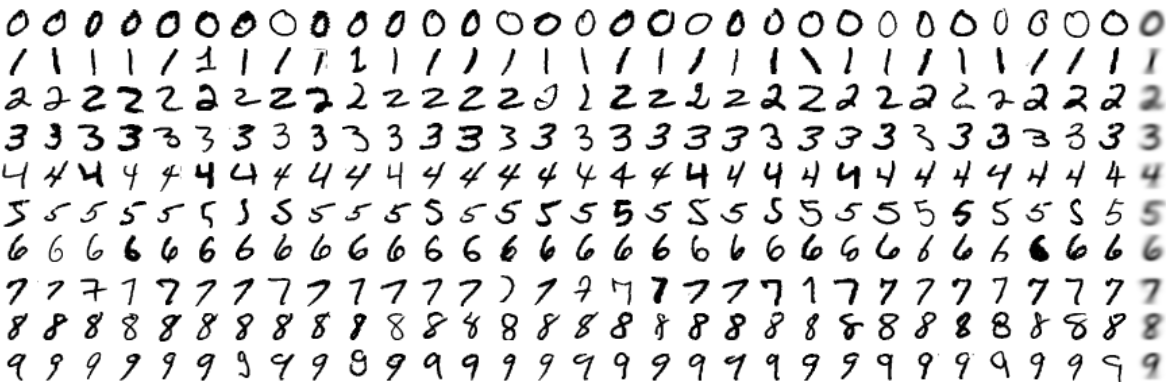 0 0 0 0 0 0 0 0 0 0 0 0 0 0 0 0 0 0 0 0 0 0 0 0 0 0 0 0 0 0 0
1 1 1 1 1 1 1 1 1 1 1 1 1 1 1 1 1 1 1 1 1 1 1 1 1 1 1 1 1 1 1
2 2 2 2 2 2 2 2 2 2 2 2 2 2 2 2 2 2 2 2 2 2 2 2 2 2 2 2 2 2 2
3 3 3 3 3 3 3 3 3 3 3 3 3 3 3 3 3 3 3 3 3 3 3 3 3 3 3 3 3 3 3
4 4 4 4 4 4 4 4 4 4 4 4 4 4 4 4 4 4 4 4 4 4 4 4 4 4 4 4 4 4 4
5 5 5 5 5 5 5 5 5 5 5 5 5 5 5 5 5 5 5 5 5 5 5 5 5 5 5 5 5 5 5
6 6 6 6 6 6 6 6 6 6 6 6 6 6 6 6 6 6 6 6 6 6 6 6 6 6 6 6 6 6 6
7 7 7 7 7 7 7 7 7 7 7 7 7 7 7 7 7 7 7 7 7 7 7 7 7 7 7 7 7 7 7
8 8 8 8 8 8 8 8 8 8 8 8 8 8 8 8 8 8 8 8 8 8 8 8 8 8 8 8 8 8 8
9 9 9 9 9 9 9 9 9 9 9 9 9 9 9 9 9 9 9 9 9 9 9 9 9 9 9 9 9 9 9